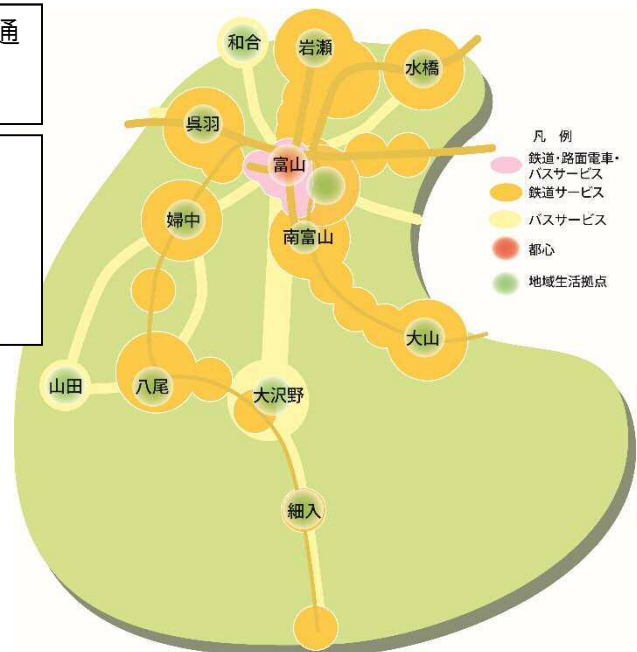 通
和合
岩瀬
水橋
呉羽
富山
婦中
南富山
大山
山田
八尾
大沢野
細入
凡 例
鉄道・路面電車・
バスサービス
鉄道サービス
バスサービス
都心
地域生活拠点